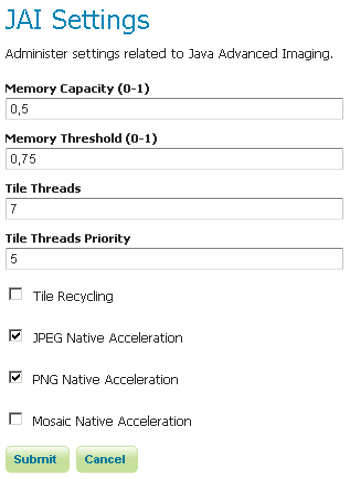 JAI Settings
Administer settings related to Java Advanced Imaging.
Memory Capacity (0-1)
0,5
Memory Threshold (0-1)
0,75
Tile Threads
7
Tile Threads Priority
5
Tile Recycling
JPEG Native Acceleration
PNG Native Acceleration
Mosaic Native Acceleration
Submit Cancel